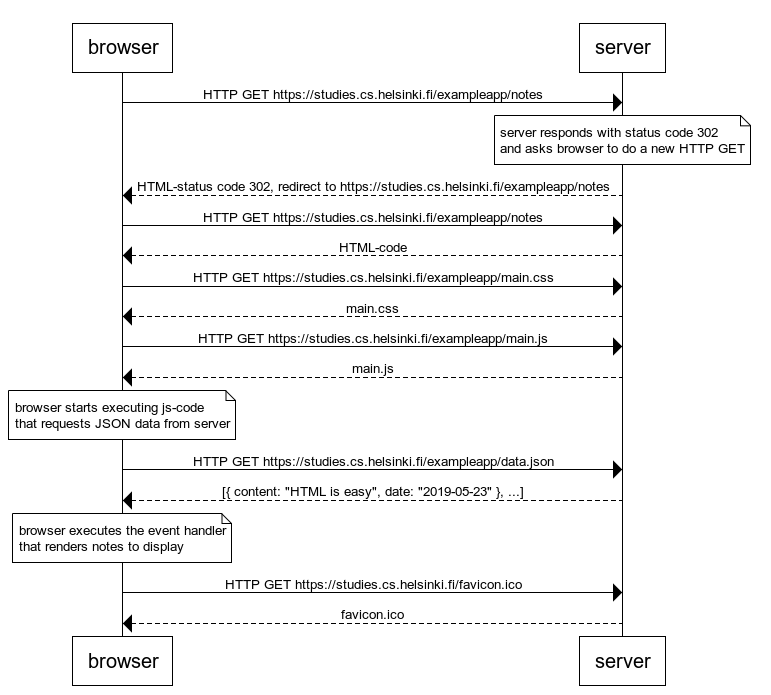 browser
server
HTTP GET https://studies.cs.helsinki.fi/exampleapp/notes
server responds with status code 302
and asks browser to do a new HTTP GET
HTML-status code 302, redirect to https://studies.cs.helsinki.fi/exampleapp/notes
HTTP GET https://studies.cs.helsinki.fi/exampleapp/notes
HTML-code
HTTP GET https://studies.cs.helsinki.fi/exampleapp/main.css
main.css
HTTP GET https://studies.cs.helsinki.fi/exampleapp/main.js
main.js
browser starts executing js-code
that requests JSON data from server
HTTP GET https://studies.cs.helsinki.fi/exampleapp/data.json
[{ content: "HTML is easy", date: "2019-05-23" }, ...]
browser executes the event handler
that renders notes to display
HTTP GET https://studies.cs.helsinki.fi/favicon.ico
favicon.ico
browser
server